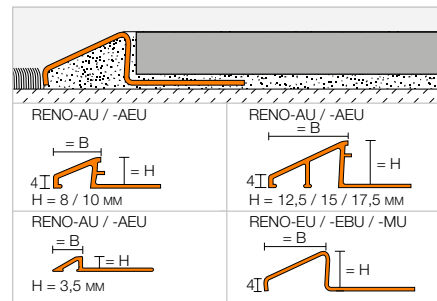 RENO-AU / -AEU
= B
= H
4
H = 8 / 10 мм
RENO-AU / -AEU
= B
= H
4
H = 12,5 / 15 / 17,5 мм
RENO-AU / -AEU
= B
= H
H = 3,5 мм
RENO-EU / -EBU / -MU
= B
= H
4